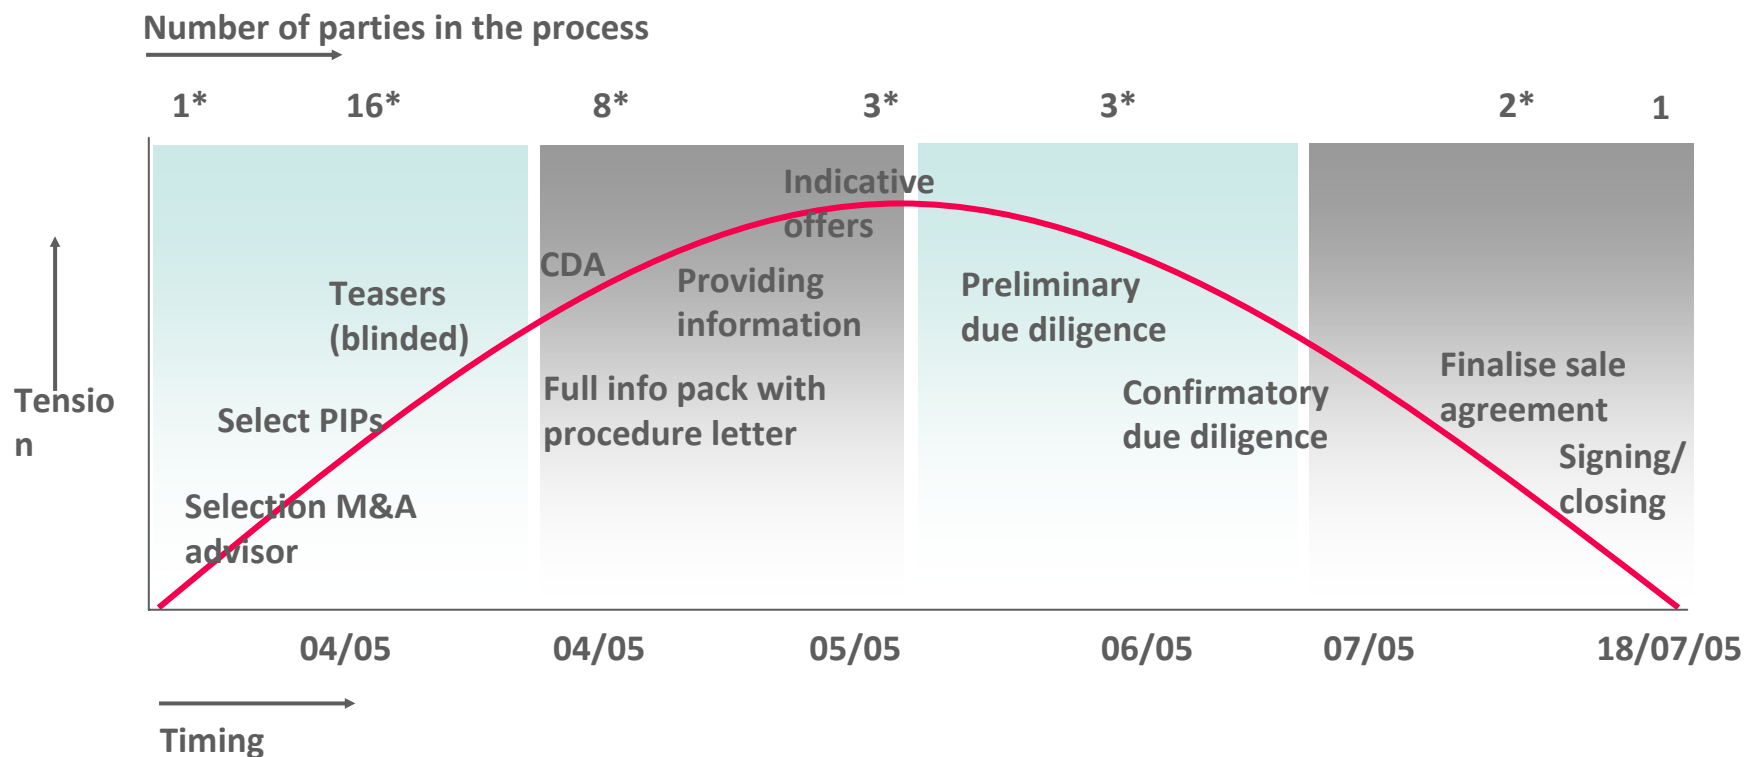 Number of parties in the process
1* 16* 8* 3* 3* 2* 1
Indicative
offers
CDA
Providing
information
Teasers
(blinded)
Preliminary
due diligence
Full info pack with
procedure letter
Finalise sale
agreement
Confirmatory
due diligence
Tensio
n
Select PIPs
Signing/
closing
Selection M&A
advisor
04/05 04/05 05/05 06/05 07/05 18/07/05
Timing